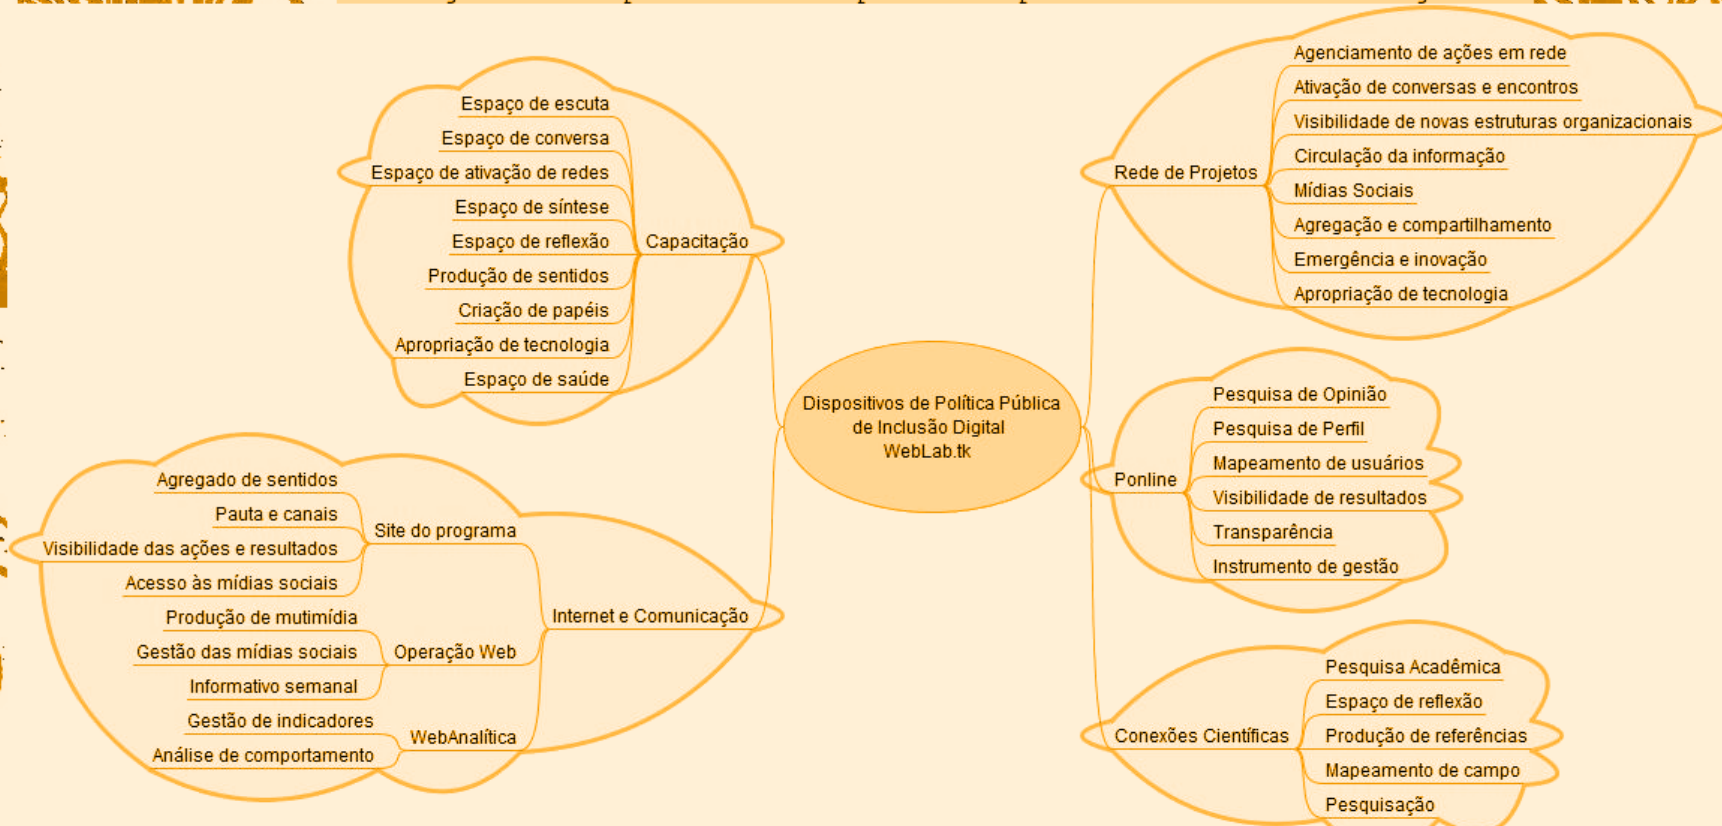 Dispositivos de Política Pública
de Inclusão Digital
WebLab.tk
Capacitação
Espaço de escuta
Espaço de conversa
Espaço de ativação de redes
Espaço de síntese
Espaço de reflexão
Produção de sentidos
Criação de papéis
Apropriação de tecnologia
Espaço de saúde
Internet e Comunicação
Site do programa
Agregado de sentidos
Pauta e canais
Visibilidade das ações e resultados
Acesso às mídias sociais
Operação Web
Produção de mutimídia
Gestão das mídias sociais
Informativo semanal
WebAnalítica
Gestão de indicadores
Análise de comportamento
Rede de Projetos
Agenciamento de ações em rede
Ativação de conversas e encontros
Visibilidade de novas estruturas organizacionais
Circulação da informação
Mídias Sociais
Agregação e compartilhamento
Emergência e inovação
Apropriação de tecnologia
Ponline
Pesquisa de Opinião
Pesquisa de Perfil
Mapeamento de usuários
Visibilidade de resultados
Transparência
Instrumento de gestão
Conexões Científicas
Pesquisa Acadêmica
Espaço de reflexão
Produção de referências
Mapeamento de campo
Pesquisação